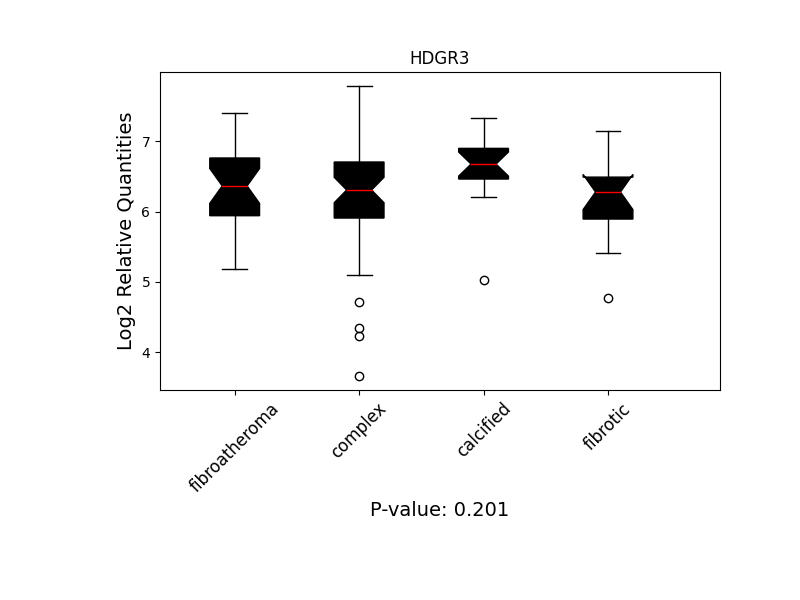 HDGR3
Log2 Relative Quantities
7
6
5
4
fibroatheroma
complex
calcified
fibrotic
P-value: 0.201